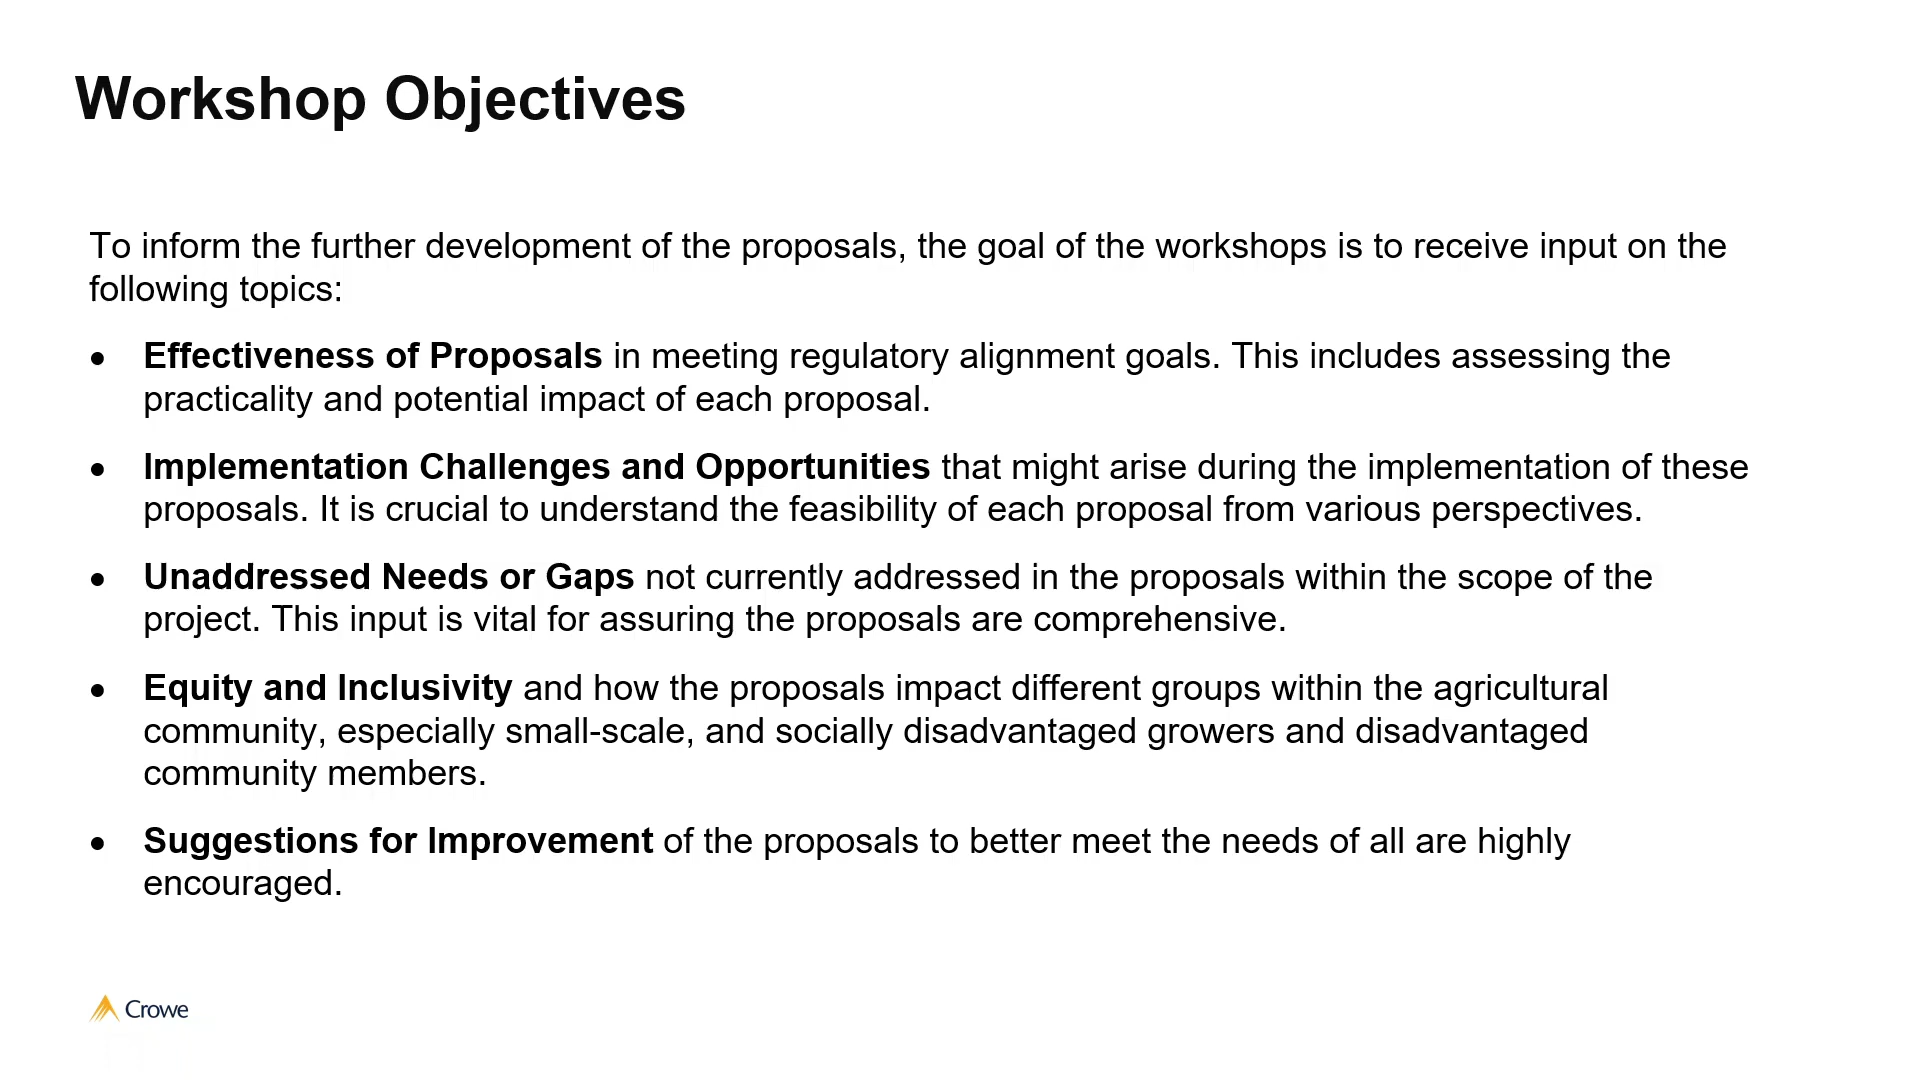 Workshop Objectives
To inform the further development of the proposals, the goal of the workshops is to receive input on the
following topics:
• Effectiveness of Proposals in meeting regulatory alignment goals. This includes assessing the
practicality and potential impact of each proposal.
• Implementation Challenges and Opportunities that might arise during the implementation of these
proposals. It is crucial to understand the feasibility of each proposal from various perspectives.
• Unaddressed Needs or Gaps not currently addressed in the proposals within the scope of the
project. This input is vital for assuring the proposals are comprehensive.
• Equity and Inclusivity and how the proposals impact different groups within the agricultural
community, especially small-scale, and socially disadvantaged growers and disadvantaged
community members.
• Suggestions for Improvement of the proposals to better meet the needs of all are highly
encouraged.
Crowe